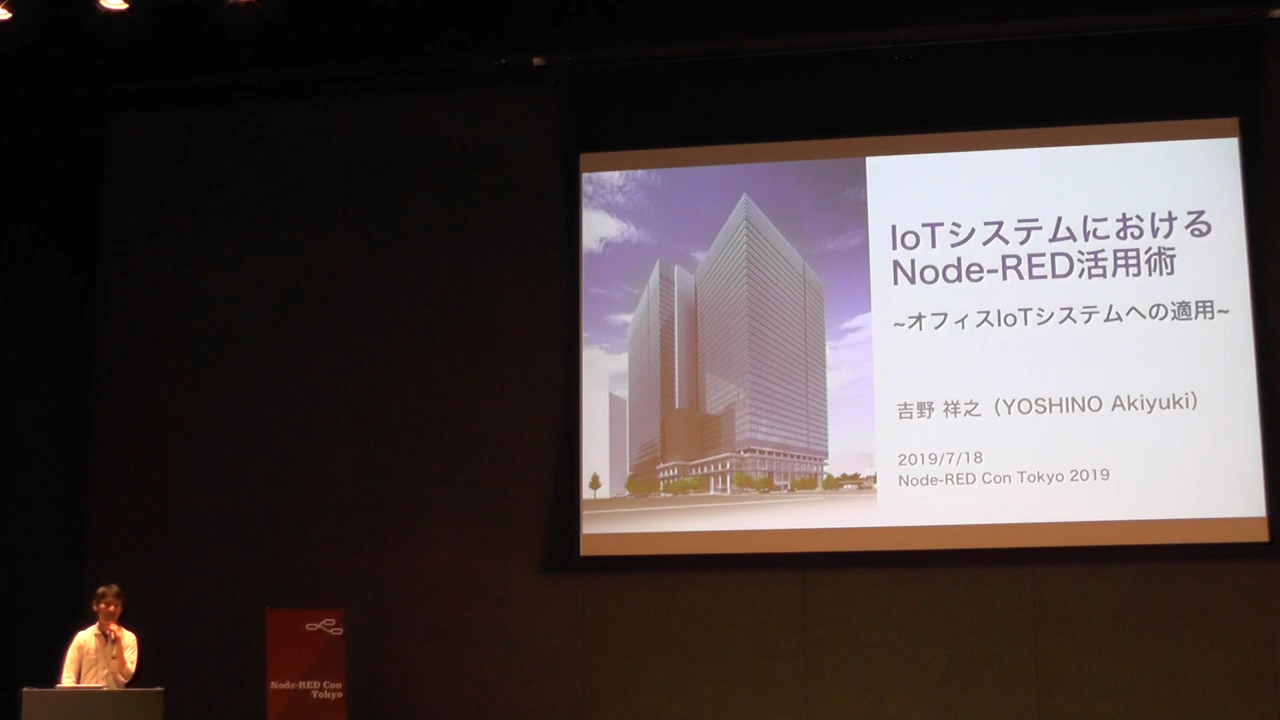 IoTシステムにおける
Node-RED活用術
~オフィスIoTシステムへの適用~
吉野 祥之（YOSHINO Akiyuki）
2019/7/18
Node-RED Con Tokyo 2019
Node-RED Con
Tokyo